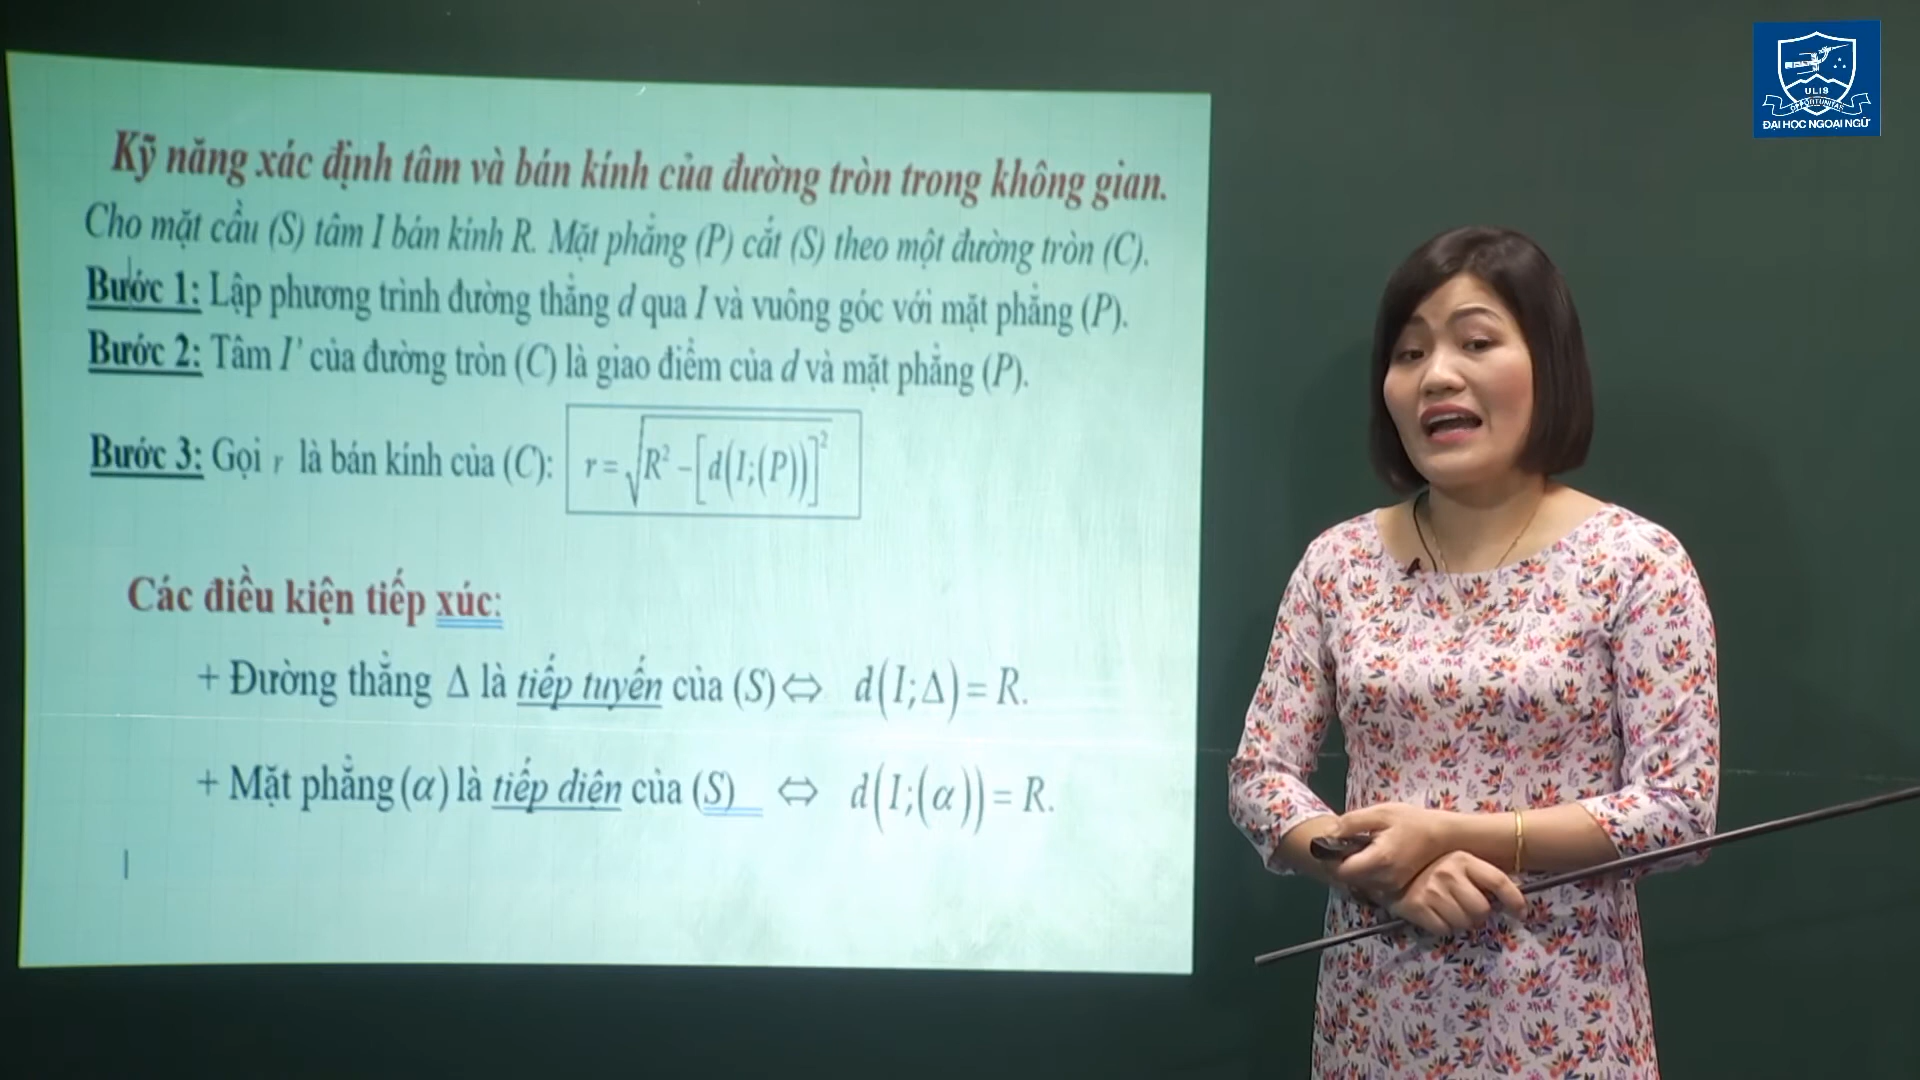 Kỹ năng xác định tâm và bán kính của đường tròn trong không gian.
Cho mặt cầu (S) tâm I bán kính R. Mặt phẳng (P) cắt (S) theo một đường tròn (C).
Bước 1: Lập phương trình đường thẳng d qua I và vuông góc với mặt phẳng (P).
Bước 2: Tâm I' của đường tròn (C) là giao điểm của d và mặt phẳng (P).
Bước 3: Gọi r là bán kính của (C): r = √(R² − [d(I;(P))]²)
Các điều kiện tiếp xúc:
+ Đường thẳng Δ là tiếp tuyến của (S) ⇔ d(I;Δ) = R.
+ Mặt phẳng (α) là tiếp diện của (S) ⇔ d(I;(α)) = R.
ULIS
OPPORTUNITAS
ĐẠI HỌC NGOẠI NGỮ